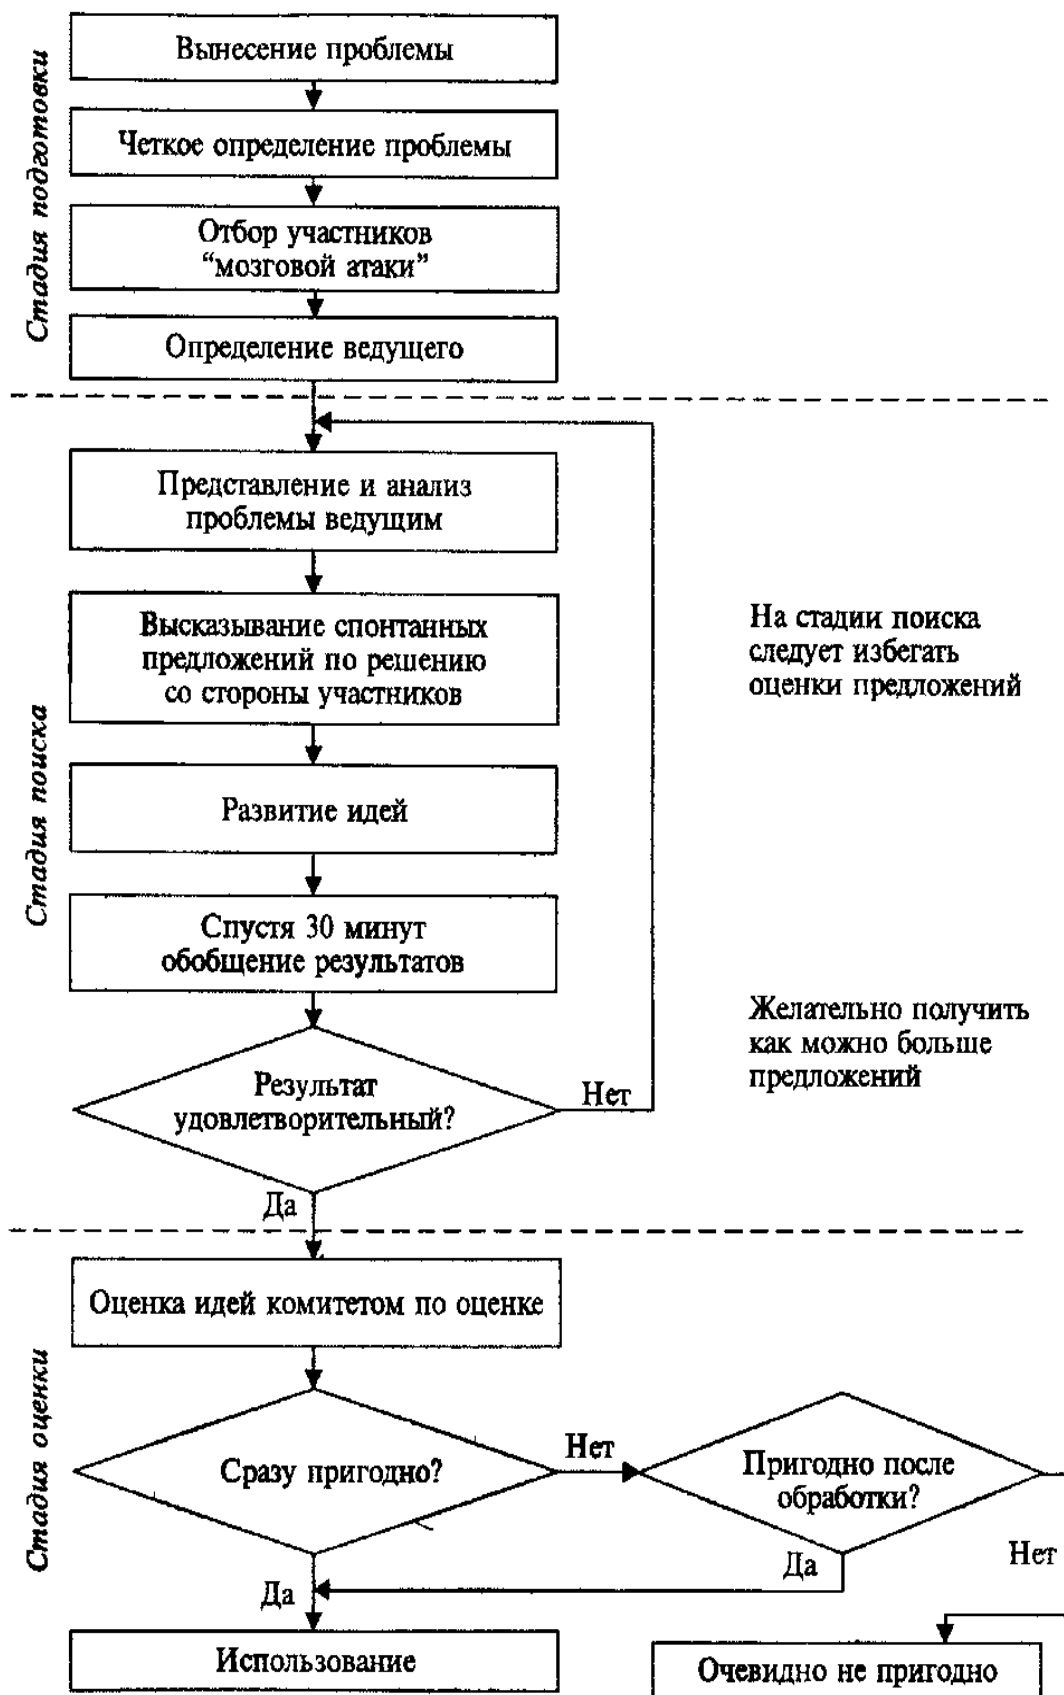 Стадия подготовки
Вынесение проблемы
Четкое определение проблемы
Отбор участников
“мозговой атаки”
Определение ведущего
Стадия поиска
Представление и анализ
проблемы ведущим
Высказывание спонтанных
предложений по решению
со стороны участников
На стадии поиска
следует избегать
оценки предложений
Развитие идей
Спустя 30 минут
обобщение результатов
Желательно получить
как можно больше
предложений
Результат
удовлетворительный?
Нет
Да
Стадия оценки
Оценка идей комитетом по оценке
Сразу пригодно?
Нет
Пригодно после
обработки?
Нет
Да
Да
Использование
Очевидно не пригодно